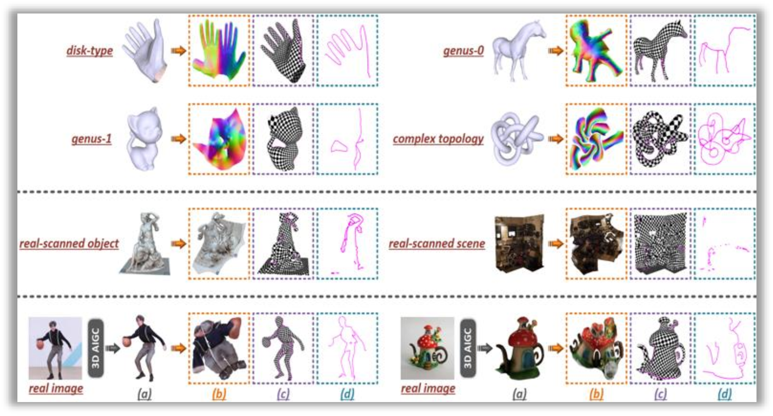 disk-type
genus-0
genus-1
complex topology
real-scanned object
real-scanned scene
3D AIGC
real image
(a)
(b)
(c)
(d)
3D AIGC
real image
(a)
(b)
(c)
(d)